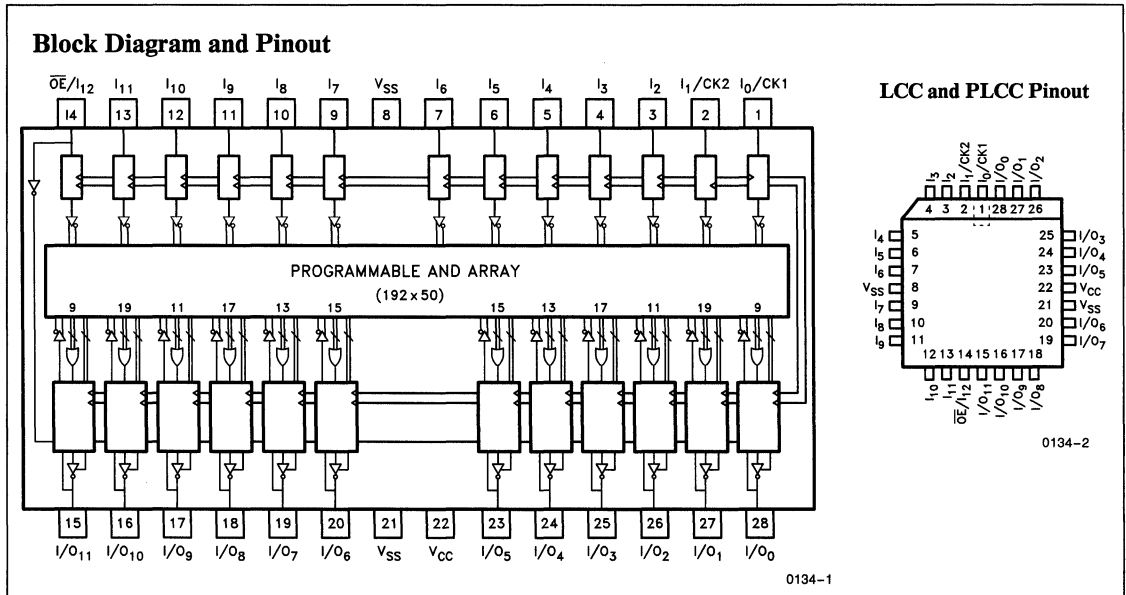 Block Diagram and Pinout
OE/I12 I11 I10 I9 I8 I7 VSS I6 I5 I4 I3 I2 I1/CK2 I0/CK1
14 13 12 11 10 9 8 7 6 5 4 3 2 1
PROGRAMMABLE AND ARRAY
(192 x 50)
9 19 11 17 13 15 15 13 17 11 19 9
15 16 17 18 19 20 21 22 23 24 25 26 27 28
I/O11 I/O10 I/O9 I/O8 I/O7 I/O6 VSS VCC I/O5 I/O4 I/O3 I/O2 I/O1 I/O0
0134-1
LCC and PLCC Pinout
I3 I2 I1/CK2 I0/CK1 I/O0 I/O1 I/O2
4 3 2 1 28 27 26
I4 5 25 I/O3
I5 6 24 I/O4
I6 7 23 I/O5
VSS 8 22 VCC
I7 9 21 VSS
I8 10 20 I/O6
I9 11 19 I/O7
12 13 14 15 16 17 18
I10 I11 OE/I12 I/O11 I/O10 I/O9 I/O8
0134-2